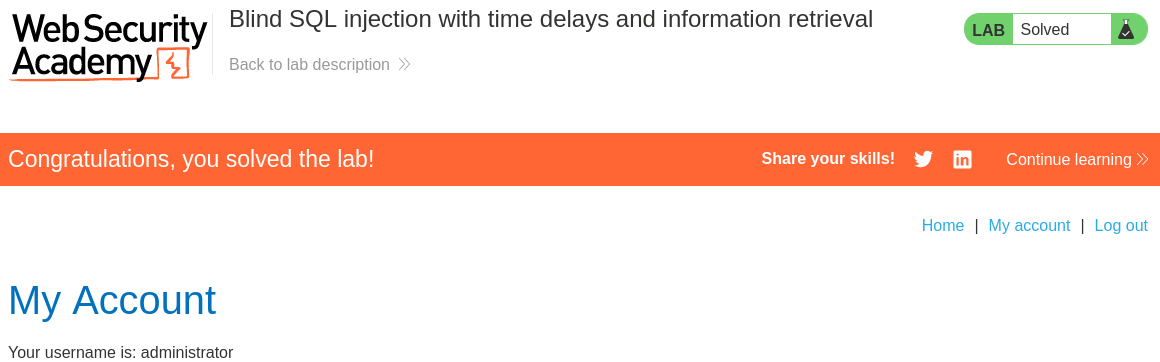 Web Security
Academy
Blind SQL injection with time delays and information retrieval
Back to lab description
LAB Solved
Congratulations, you solved the lab!
Share your skills!
Continue learning
Home | My account | Log out
My Account
Your username is: administrator